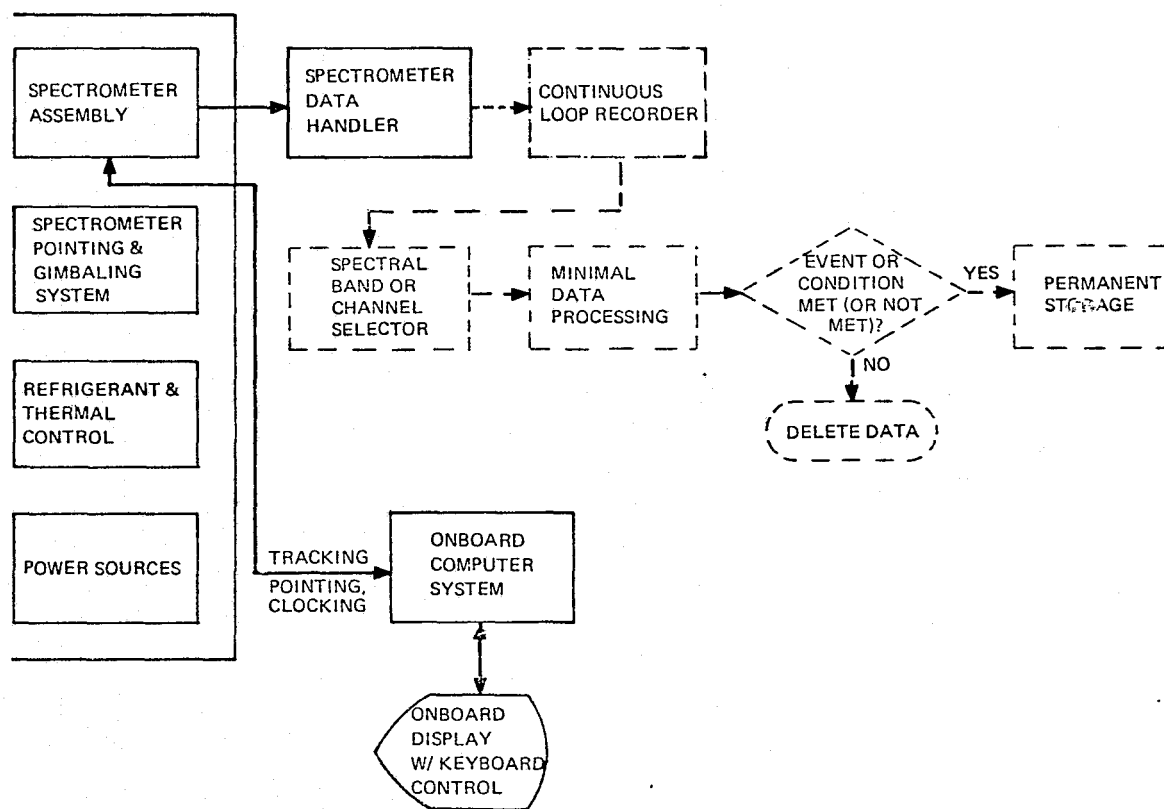 SPECTROMETER
ASSEMBLY
SPECTROMETER
DATA
HANDLER
CONTINUOUS
LOOP RECORDER
SPECTROMETER
POINTING &
GIMBALING
SYSTEM
SPECTRAL
BAND OR
CHANNEL
SELECTOR
MINIMAL
DATA
PROCESSING
EVENT OR
CONDITION
MET (OR NOT
MET)?
YES
PERMANENT
STORAGE
NO
DELETE DATA
REFRIGERANT &
THERMAL
CONTROL
POWER SOURCES
TRACKING
POINTING,
CLOCKING
ONBOARD
COMPUTER
SYSTEM
ONBOARD
DISPLAY
W/ KEYBOARD
CONTROL